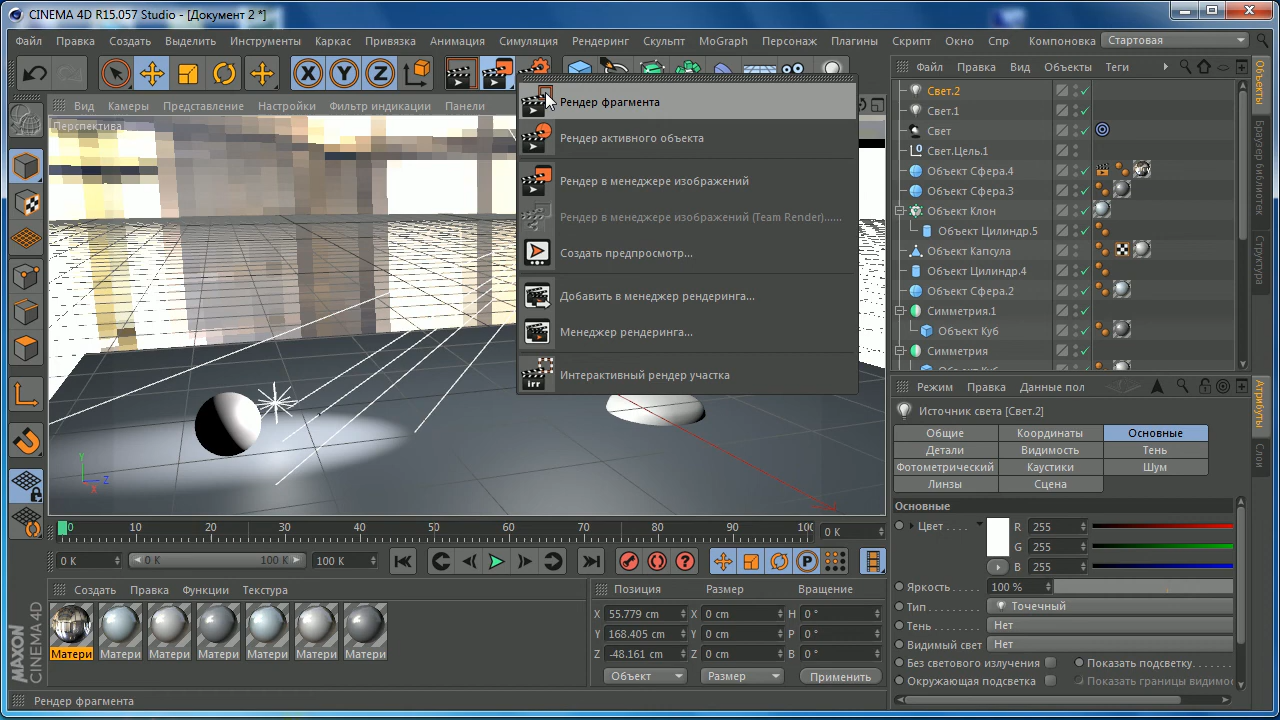 CINEMA 4D R15.057 Studio - [Документ 2 *]
Файл Правка Создать Выделить Инструменты Каркас Привязка Анимация Симуляция Рендеринг Скульпт MoGraph Персонаж Плагины Скрипт Окно Спр Компоновка Стартовая
Вид Камеры Представление Настройки Фильтр индикации Панели
Перспектива
Рендер фрагмента
Рендер активного объекта
Рендер в менеджере изображений
Рендер в менеджере изображений (Team Render)......
Создать предпросмотр...
Добавить в менеджер рендеринга...
Менеджер рендеринга...
irr Интерактивный рендер участка
X Y Z
Y Z X
Файл Правка Вид Объекты Теги
Свет.2
Свет.1
Свет
Свет.Цель.1
Объект Сфера.4
Объект Сфера.3
Объект Клон
Объект Цилиндр.5
Объект Капсула
Объект Цилиндр.4
Объект Сфера.2
Симметрия.1
Объект Куб
Симметрия
Объекты
Браузер библиотек
Структура
Режим Правка Данные пол
Источник света [Свет.2]
Общие Координаты Основные
Детали Видимость Тень
Фотометрический Каустики Шум
Линзы Сцена
Основные
Цвет . . . . R 255
G 255
B 255
Яркость. . . . . 100 %
Тип . . . . . . . . Точечный
Тень . . . . . . . Нет
Видимый свет Нет
Без светового излучения Показать подсветку.
Окружающая подсветка Показать границы видимос
Атрибуты
Слои
0 10 20 30 40 50 60 70 80 90 10( 0 K
0 K 0 K 100 K 100 K
P
Создать Правка Функции Текстура
Матери Матери Матери Матери Матери Матери Матери
Позиция Размер Вращение
X 55.779 cm X 0 cm H 0 °
Y 168.405 cm Y 0 cm P 0 °
Z -48.161 cm Z 0 cm B 0 °
Объект Размер Применить
MAXON
CINEMA 4D
Рендер фрагмента